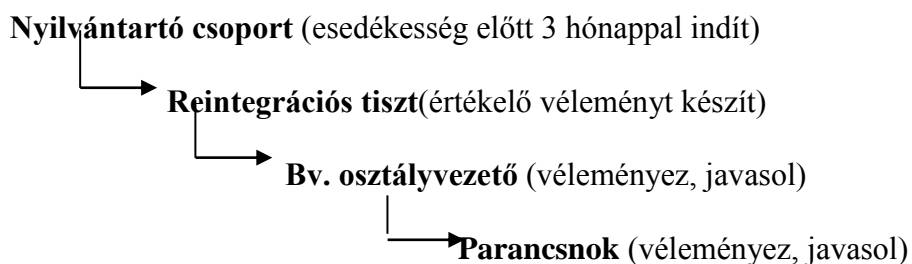 Nyilvántartó csoport (esedékesség előtt 3 hónappal indít)
Reintegrációs tiszt(értékelő véleményt készít)
Bv. osztályvezető (véleményez, javasol)
Parancsnok (véleményez, javasol)